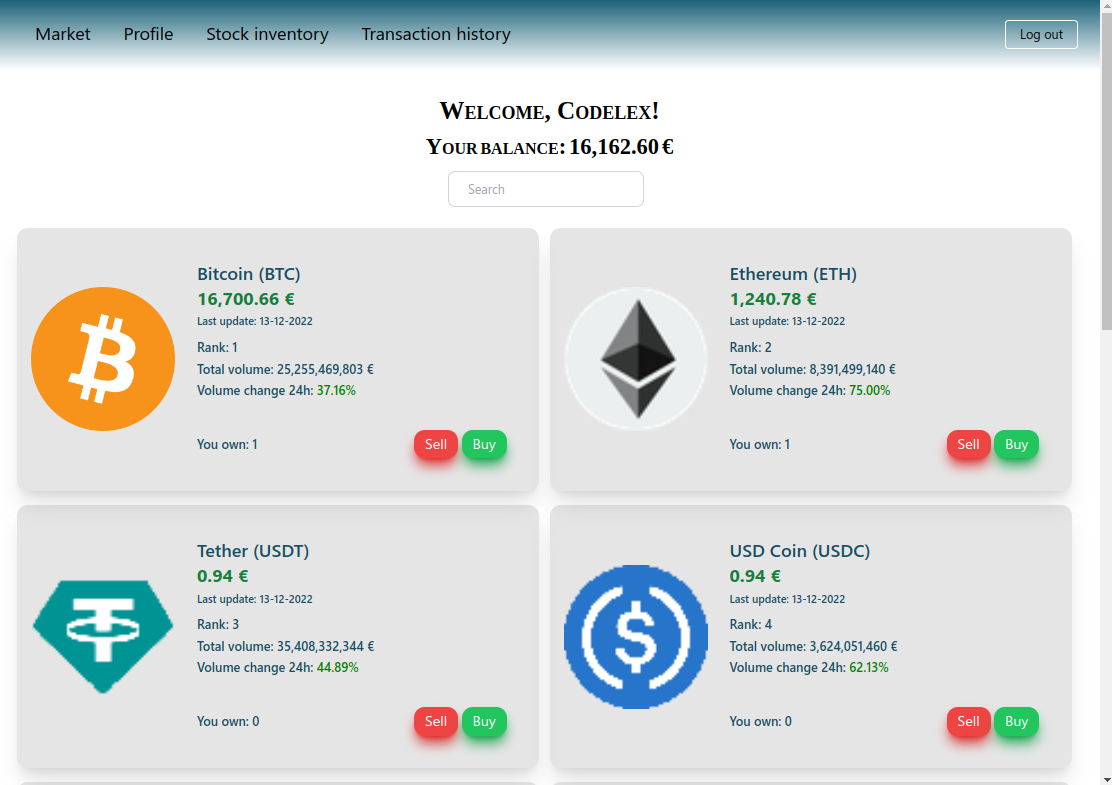 Market Profile Stock inventory Transaction history Log out
Welcome, Codelex!
Your balance: 16,162.60 €
Search
Bitcoin (BTC)
16,700.66 €
Last update: 13-12-2022
Rank: 1
Total volume: 25,255,469,803 €
Volume change 24h: 37.16%
You own: 1
Sell Buy
Ethereum (ETH)
1,240.78 €
Last update: 13-12-2022
Rank: 2
Total volume: 8,391,499,140 €
Volume change 24h: 75.00%
You own: 1
Sell Buy
Tether (USDT)
0.94 €
Last update: 13-12-2022
Rank: 3
Total volume: 35,408,332,344 €
Volume change 24h: 44.89%
You own: 0
Sell Buy
USD Coin (USDC)
0.94 €
Last update: 13-12-2022
Rank: 4
Total volume: 3,624,051,460 €
Volume change 24h: 62.13%
You own: 0
Sell Buy